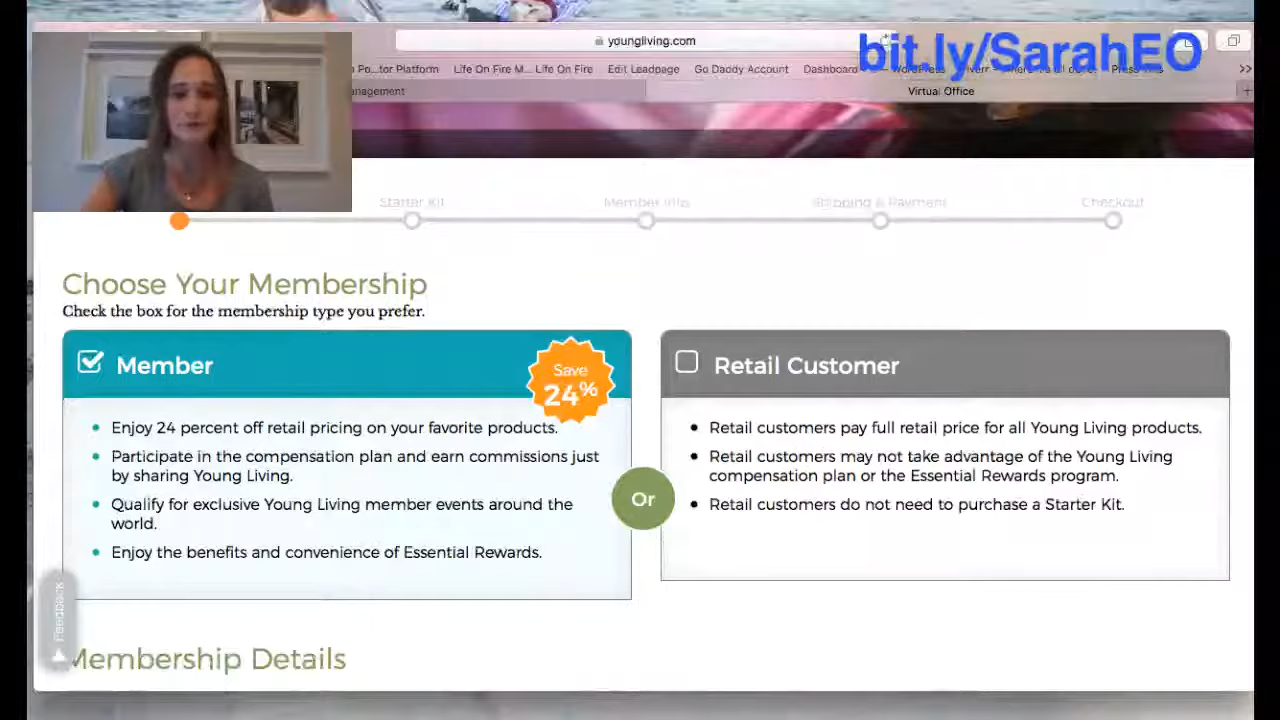 youngliving.com
bit.ly/SarahEO
Po...for Platform Life On Fire M... Life On Fire Edit Leadpage Go Daddy Account Dashboard WordPress
Virtual Office
Starter Kit Member Info Shipping & Payment Checkout
Choose Your Membership
Check the box for the membership type you prefer.
Member
Save
24%
Enjoy 24 percent off retail pricing on your favorite products.
Participate in the compensation plan and earn commissions just
by sharing Young Living.
Qualify for exclusive Young Living member events around the
world.
Enjoy the benefits and convenience of Essential Rewards.
Or
Retail Customer
Retail customers pay full retail price for all Young Living products.
Retail customers may not take advantage of the Young Living
compensation plan or the Essential Rewards program.
Retail customers do not need to purchase a Starter Kit.
Feedback
Membership Details